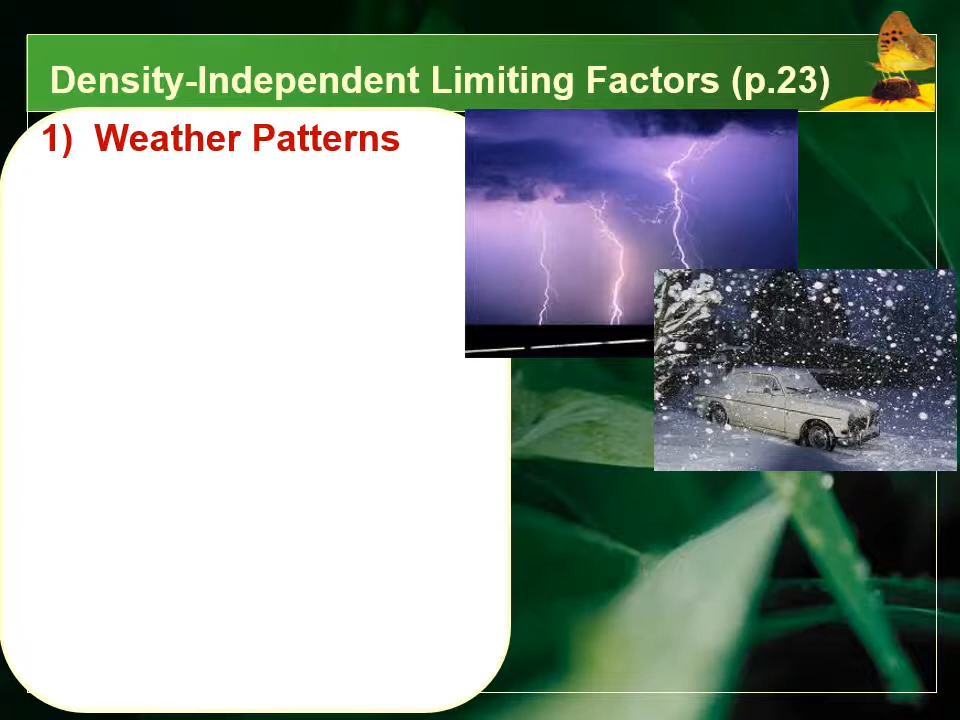 Density-Independent Limiting Factors (p.23)
1) Weather Patterns